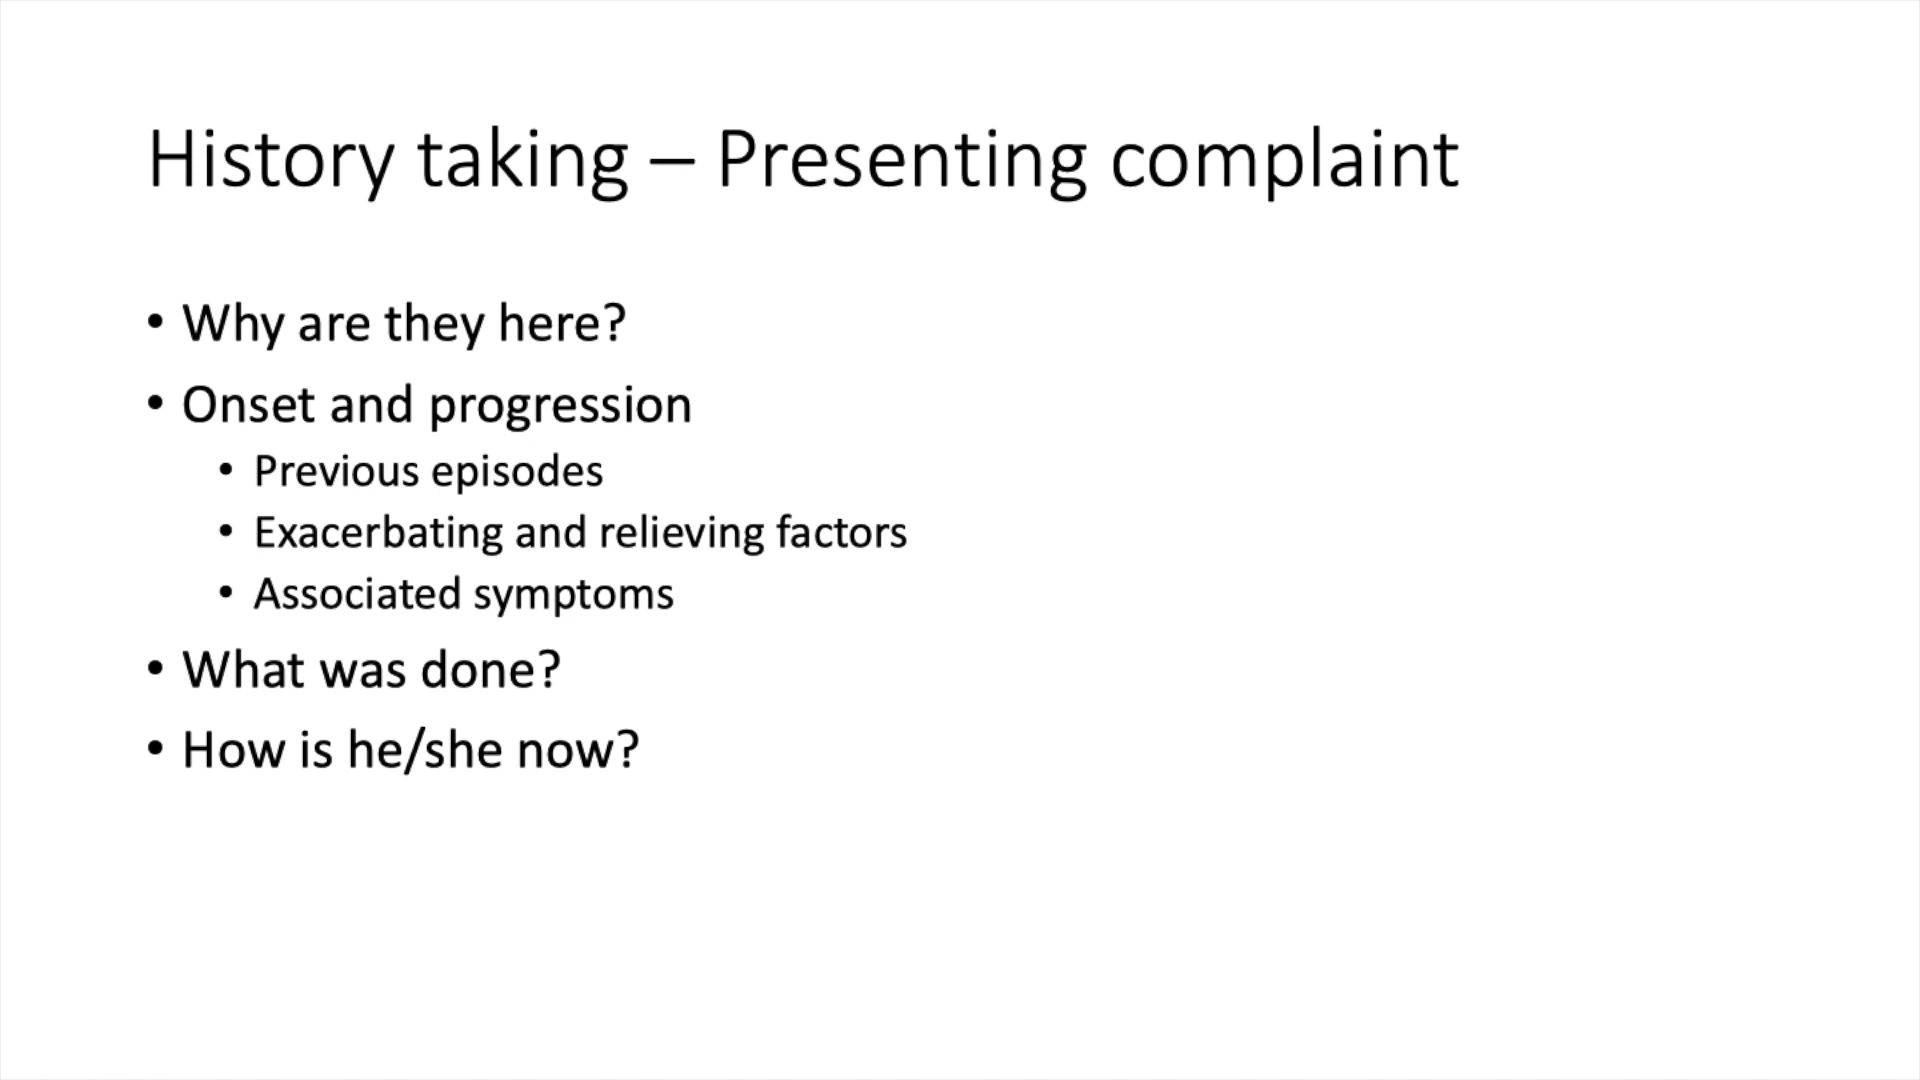 History taking – Presenting complaint
• Why are they here?
• Onset and progression
• Previous episodes
• Exacerbating and relieving factors
• Associated symptoms
• What was done?
• How is he/she now?